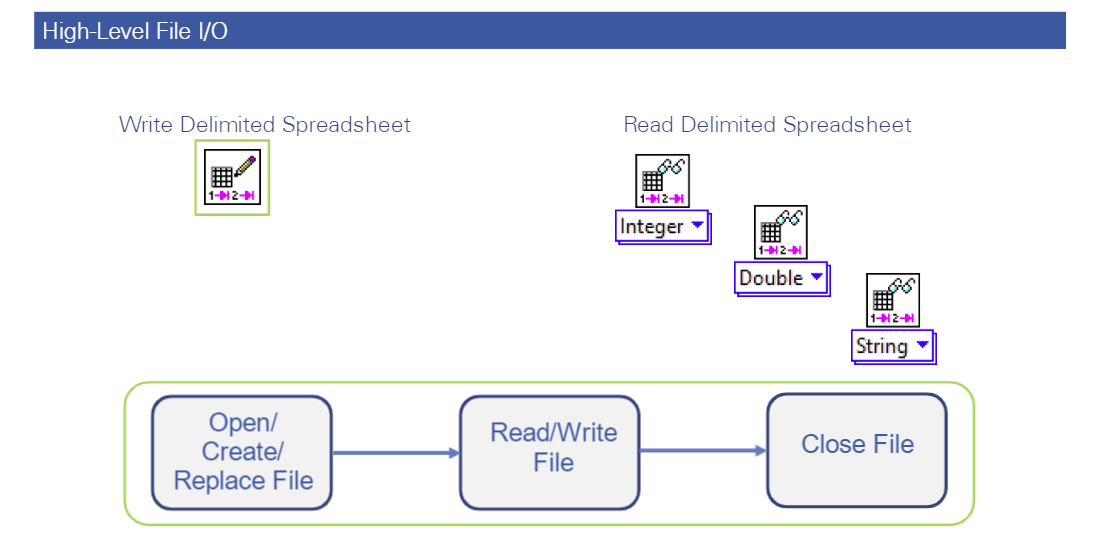 High-Level File I/O
Write Delimited Spreadsheet
Read Delimited Spreadsheet
1 2
1 2
Integer
1 2
Double
1 2
String
Open/
Create/
Replace File
Read/Write
File
Close File